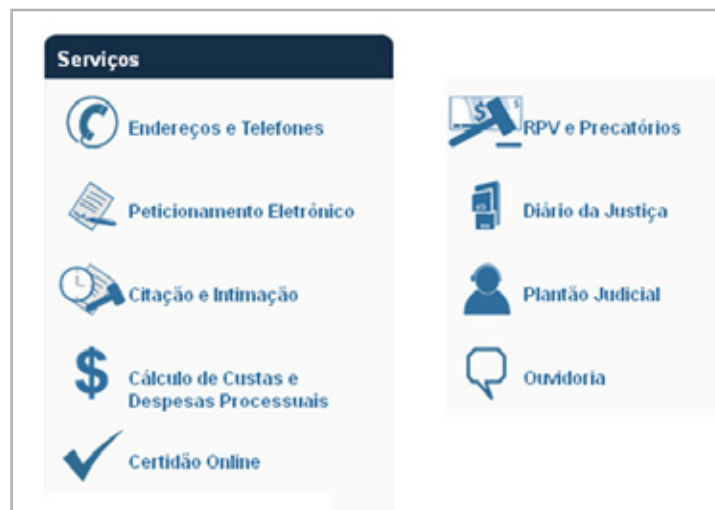 Serviços
Endereços e Telefones
Peticionamento Eletrônico
Citação e Intimação
$
Cálculo de Custas e
Despesas Processuais
Certidão Online
$ $
RPV e Precatórios
Diário da Justiça
Plantão Judicial
Ouvidoria